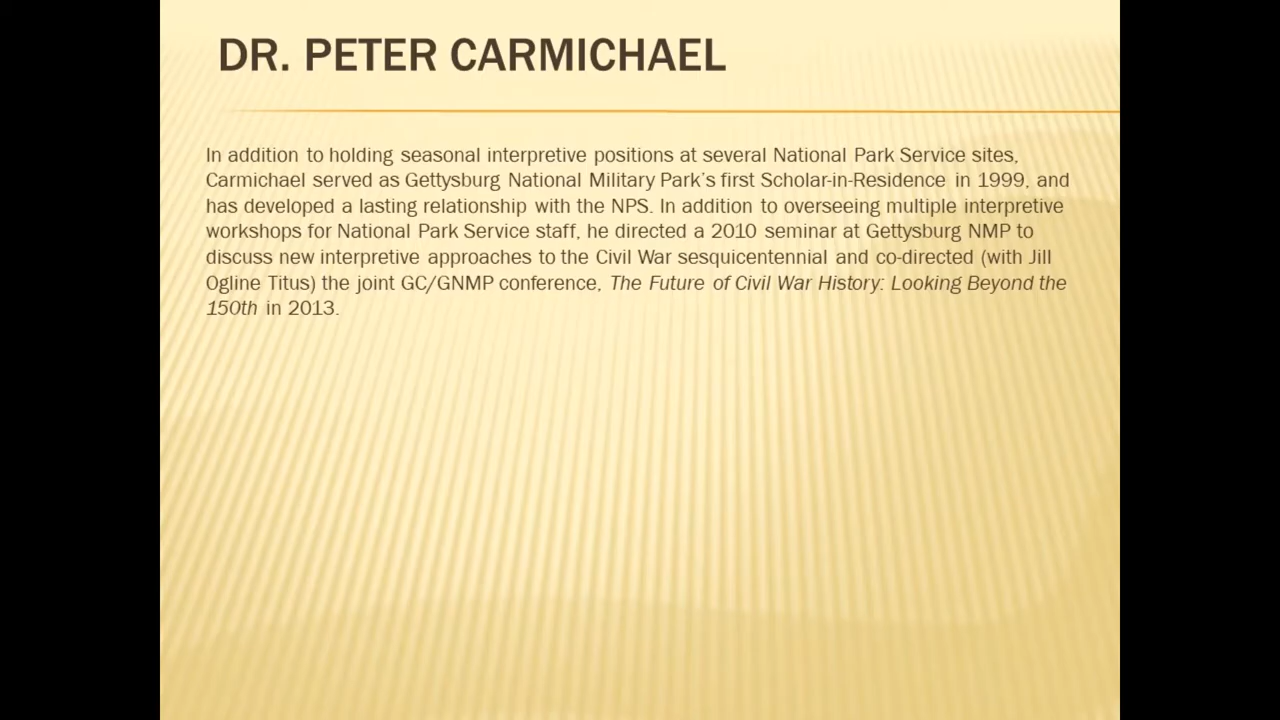 DR. PETER CARMICHAEL
In addition to holding seasonal interpretive positions at several National Park Service sites,
Carmichael served as Gettysburg National Military Park’s first Scholar-in-Residence in 1999, and
has developed a lasting relationship with the NPS. In addition to overseeing multiple interpretive
workshops for National Park Service staff, he directed a 2010 seminar at Gettysburg NMP to
discuss new interpretive approaches to the Civil War sesquicentennial and co-directed (with Jill
Ogline Titus) the joint GC/GNMP conference, The Future of Civil War History: Looking Beyond the
150th in 2013.